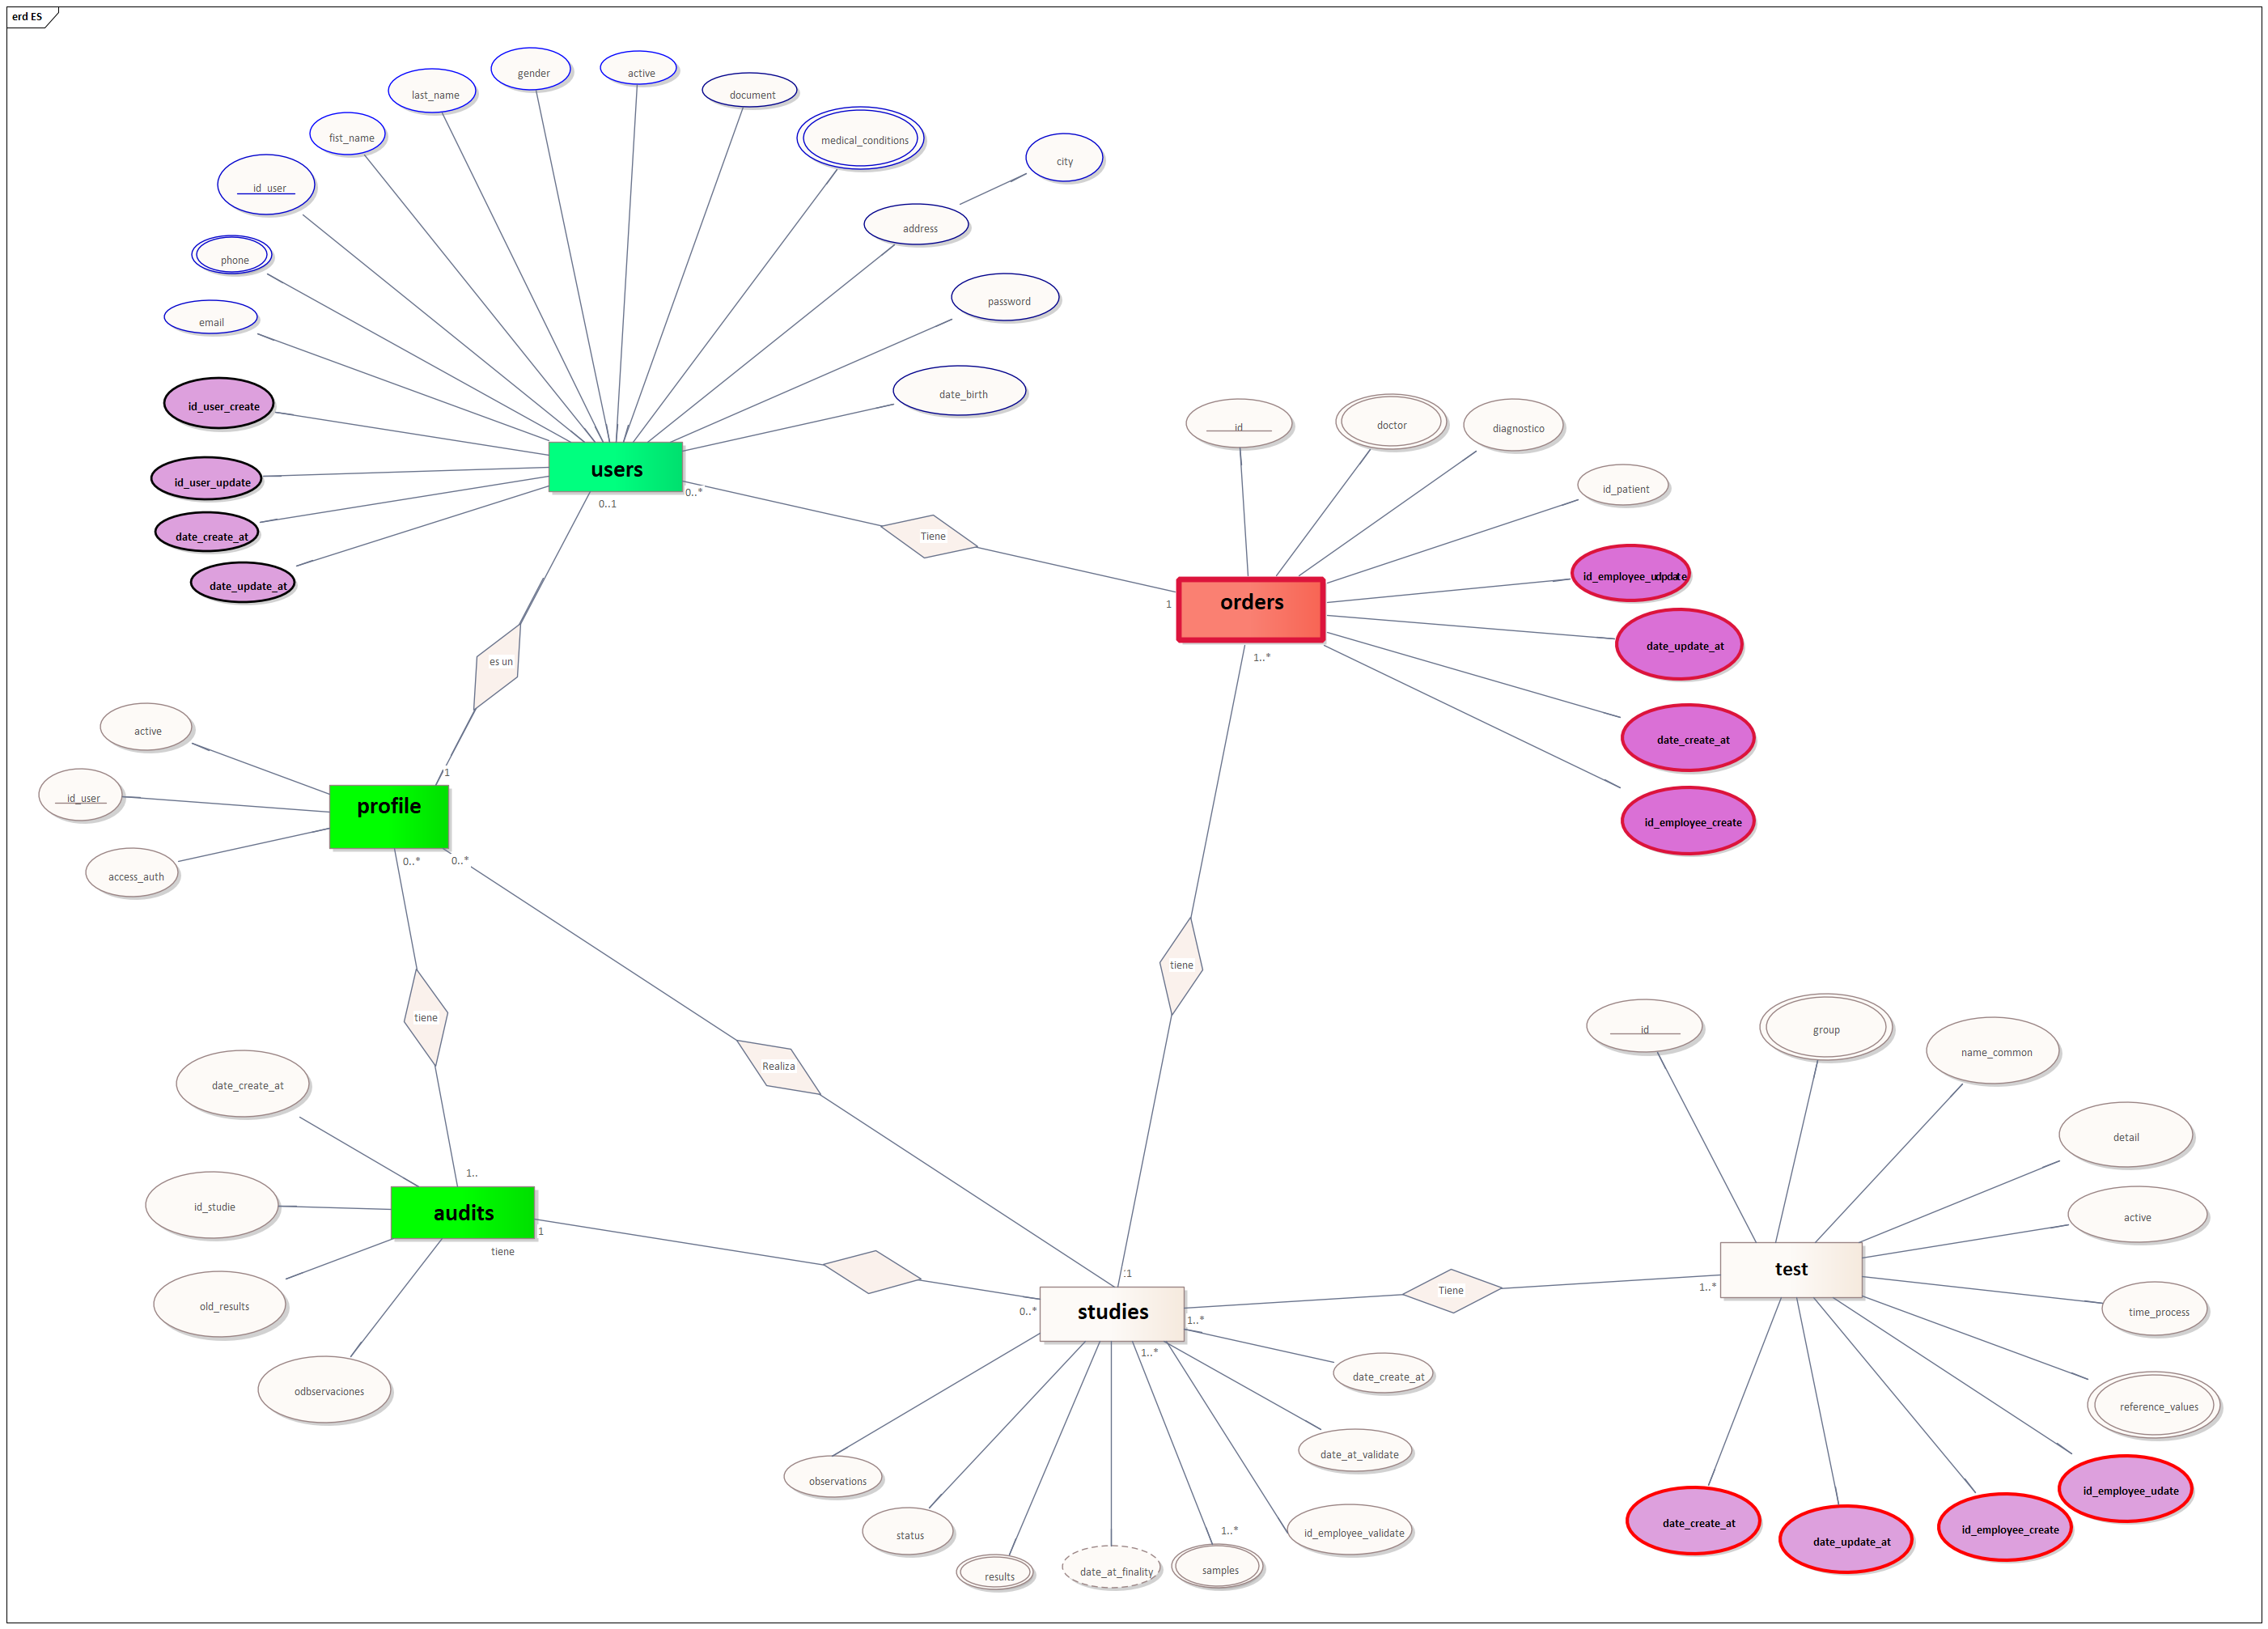 erd ES
gender
active
last_name
document
fist_name
medical_conditions
city
id_user
address
phone
password
email
date_birth
id_user_create
id_user_update
date_create_at
date_update_at
users
0..1
0..*
Tiene
1
id
doctor
diagnostico
id_patient
id_employee_udpdate
date_update_at
date_create_at
id_employee_create
orders
1..*
es un
1
active
id_user
access_auth
profile
0..*
0..*
tiene
Realiza
tiene
id
group
name_common
detail
active
time_process
reference_values
id_employee_udate
id_employee_create
date_update_at
date_create_at
test
1..*
Tiene
date_create_at
id_studie
old_results
odbservaciones
1..
audits
1
tiene
:1
0..*
studies
1..*
1..*
date_create_at
date_at_validate
id_employee_validate
1..*
samples
date_at_finality
results
status
observations